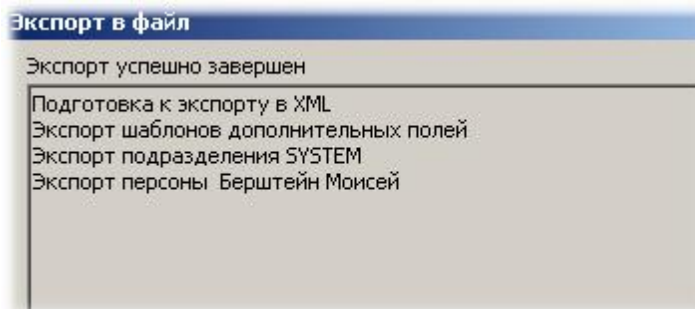 Экспорт в файл
Экспорт успешно завершен
Подготовка к экспорту в XML
Экспорт шаблонов дополнительных полей
Экспорт подразделения SYSTEM
Экспорт персоны Берштейн Моисей